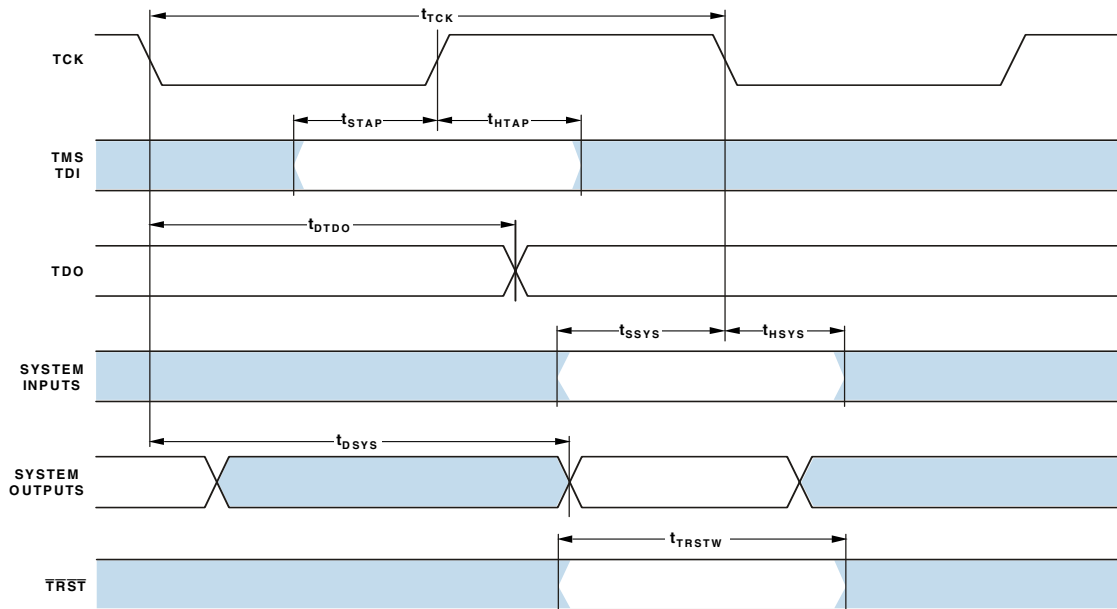 tTCK
TCK
tSTAP
tHTAP
TMS
TDI
tDTDO
TDO
tSSYS
tHSYS
SYSTEM
INPUTS
tDSYS
SYSTEM
OUTPUTS
tTRSTW
TRST